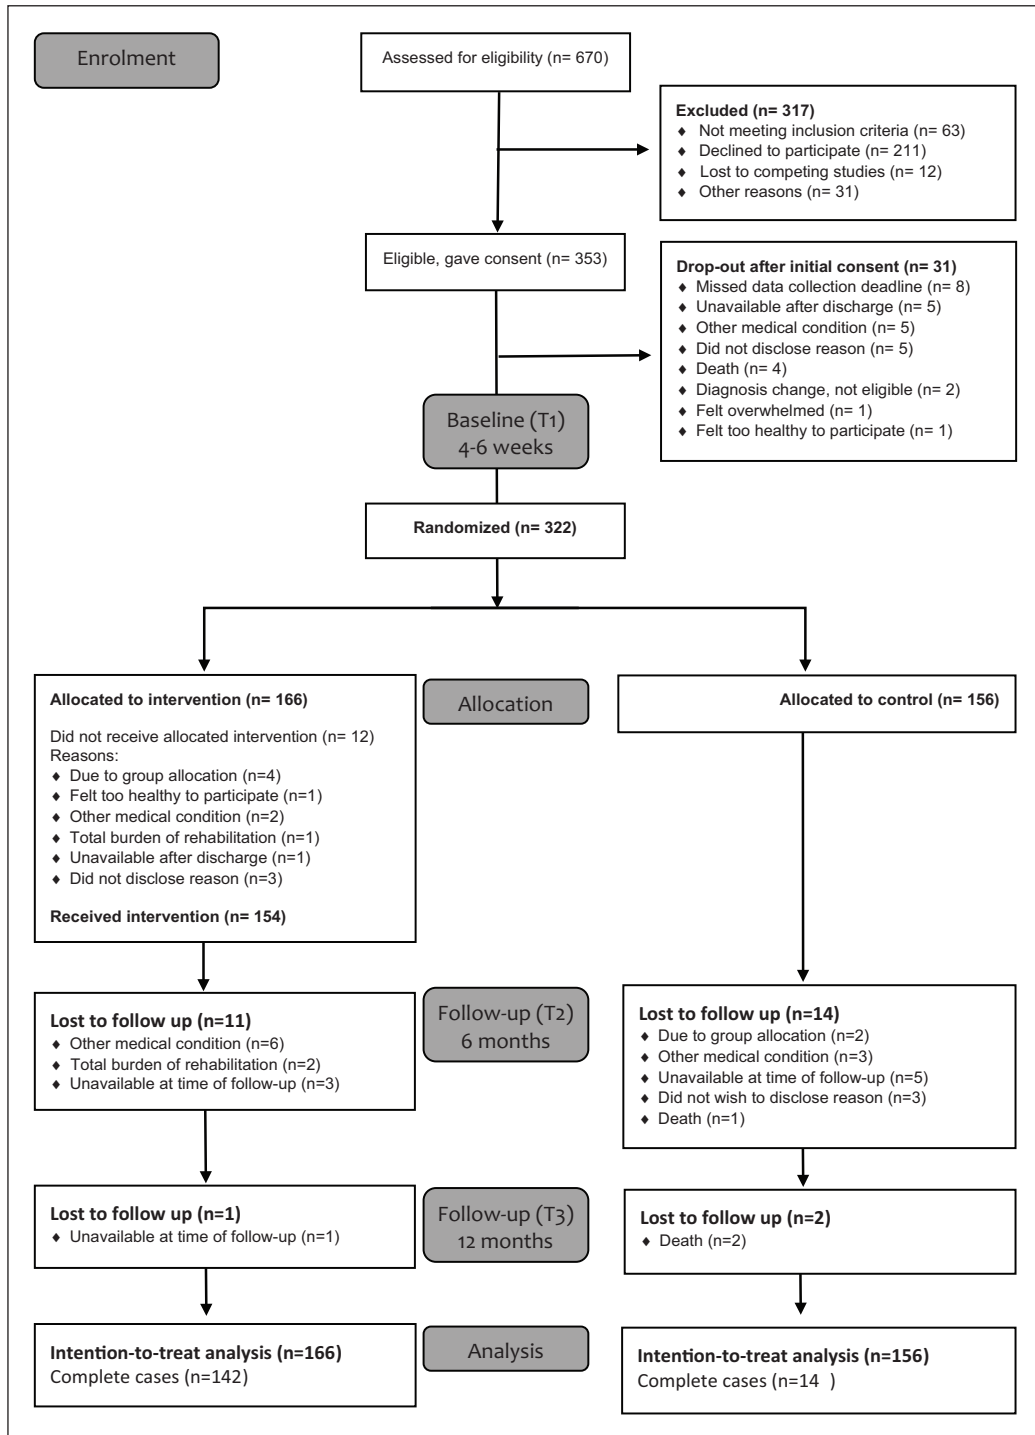 Enrolment
Assessed for eligibility (n= 670)
Excluded (n= 317)
♦ Not meeting inclusion criteria (n= 63)
♦ Declined to participate (n= 211)
♦ Lost to competing studies (n= 12)
♦ Other reasons (n= 31)
Eligible, gave consent (n= 353)
Drop-out after initial consent (n= 31)
♦ Missed data collection deadline (n= 8)
♦ Unavailable after discharge (n= 5)
♦ Other medical condition (n= 5)
♦ Did not disclose reason (n= 5)
♦ Death (n= 4)
♦ Diagnosis change, not eligible (n= 2)
♦ Felt overwhelmed (n= 1)
♦ Felt too healthy to participate (n= 1)
Baseline (T1)
4-6 weeks
Randomized (n= 322)
Allocated to intervention (n= 166)
Did not receive allocated intervention (n= 12)
Reasons:
♦ Due to group allocation (n=4)
♦ Felt too healthy to participate (n=1)
♦ Other medical condition (n=2)
♦ Total burden of rehabilitation (n=1)
♦ Unavailable after discharge (n=1)
♦ Did not disclose reason (n=3)
Received intervention (n= 154)
Allocation
Allocated to control (n= 156)
Lost to follow up (n=11)
♦ Other medical condition (n=6)
♦ Total burden of rehabilitation (n=2)
♦ Unavailable at time of follow-up (n=3)
Follow-up (T2)
6 months
Lost to follow up (n=14)
♦ Due to group allocation (n=2)
♦ Other medical condition (n=3)
♦ Unavailable at time of follow-up (n=5)
♦ Did not wish to disclose reason (n=3)
♦ Death (n=1)
Lost to follow up (n=1)
♦ Unavailable at time of follow-up (n=1)
Follow-up (T3)
12 months
Lost to follow up (n=2)
♦ Death (n=2)
Intention-to-treat analysis (n=166)
Complete cases (n=142)
Analysis
Intention-to-treat analysis (n=156)
Complete cases (n=14 )